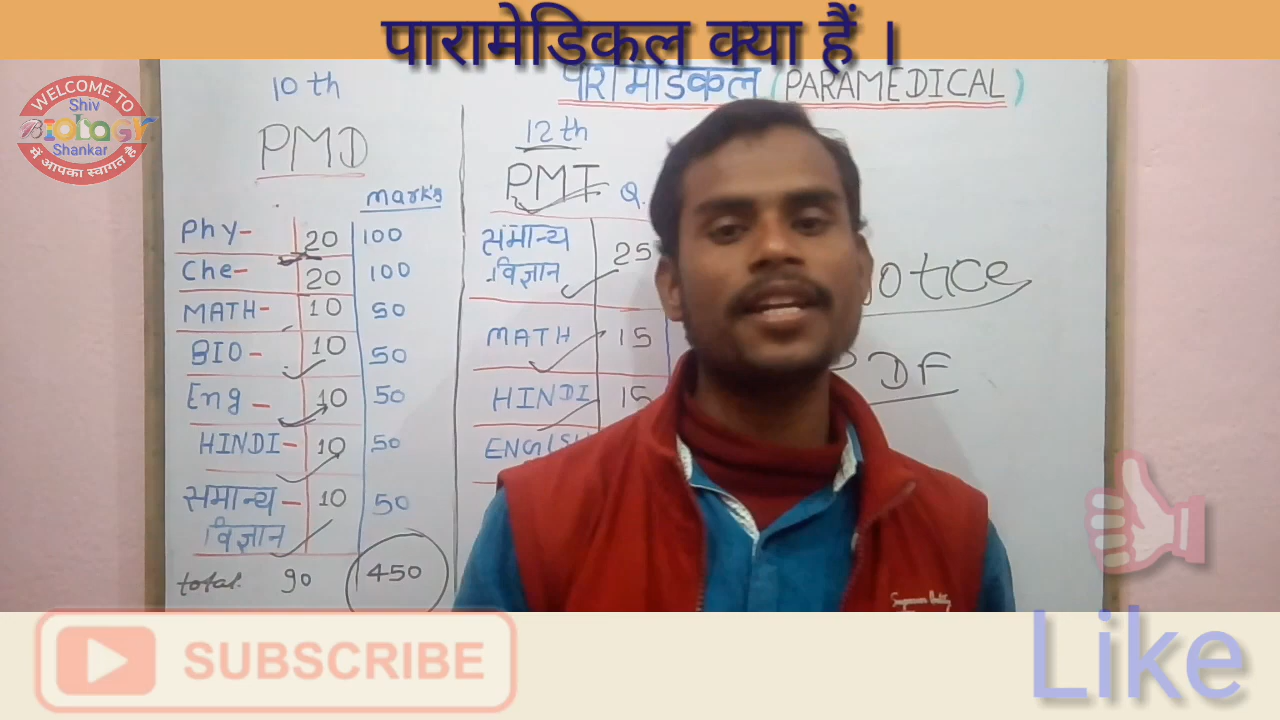 पारामेडिकल क्या हैं ।
WELCOME TO
Shiv
BIOLOGY
Shankar
में आपका स्वागत है
10 th
पारामेडिकल (PARAMEDICAL)
PMD
mark's
Phy- 20 100
Che- 20 100
MATH- 10 50
BIO- 10 50
Eng- 10 50
HINDI- 10 50
समान्य - 10 50
विज्ञान
total. 90 450
12 th
PMT Q.
समान्य 25
विज्ञान
MATH 15
HINDI 15
ENGLISH
otice
PDF
SUBSCRIBE
Like